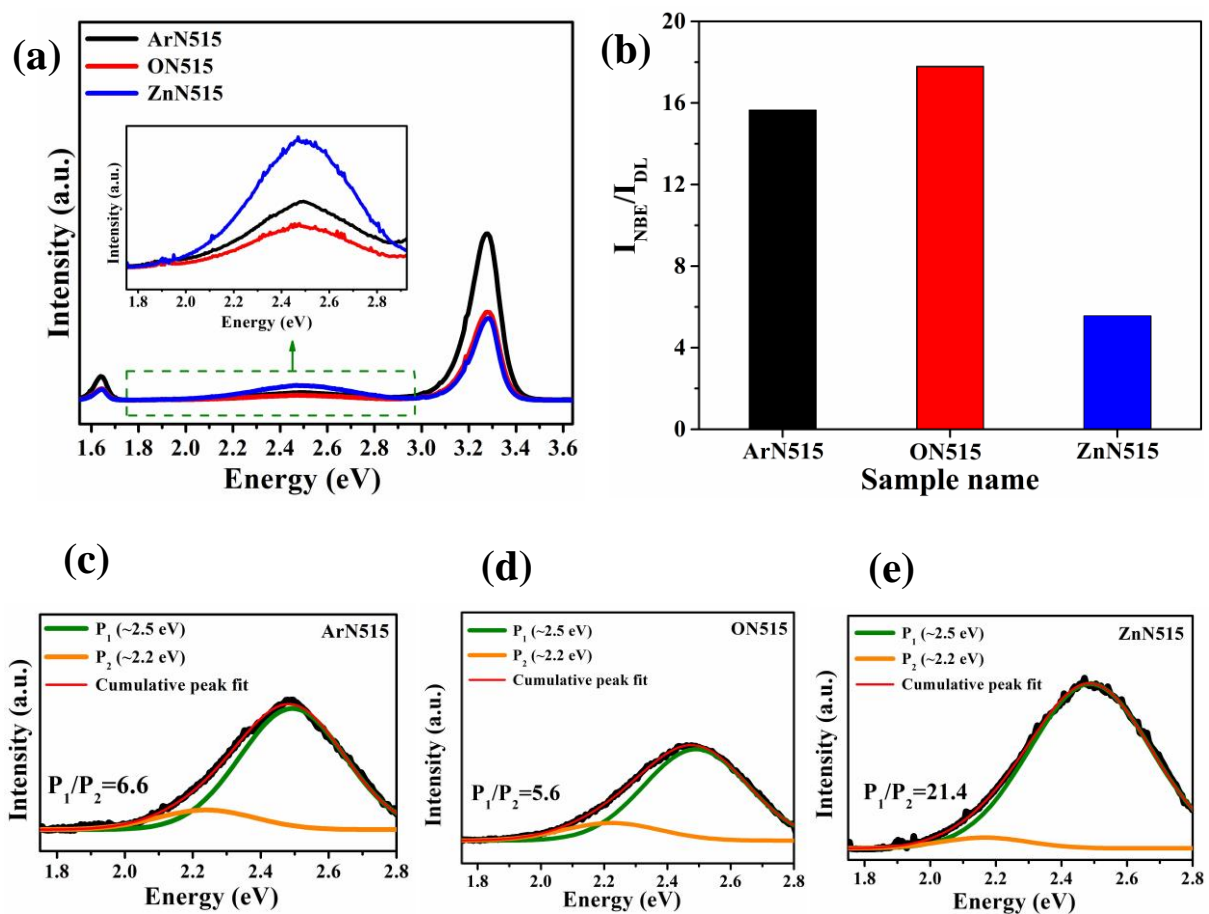 (a)
ArN515
ON515
ZnN515
Intensity (a.u.)
Intensity (a.u.)
1.8 2.0 2.2 2.4 2.6 2.8
Energy (eV)
1.6 1.8 2.0 2.2 2.4 2.6 2.8 3.0 3.2 3.4 3.6
Energy (eV)
(b)
20
16
12
8
4
0
I_NBE/I_DL
ArN515 ON515 ZnN515
Sample name
(c)
P₁ (~2.5 eV)
ArN515
P₂ (~2.2 eV)
Cumulative peak fit
Intensity (a.u.)
P₁/P₂=6.6
1.8 2.0 2.2 2.4 2.6 2.8
Energy (eV)
(d)
P₁ (~2.5 eV)
ON515
P₂ (~2.2 eV)
Cumulative peak fit
Intensity (a.u.)
P₁/P₂=5.6
1.8 2.0 2.2 2.4 2.6 2.8
Energy (eV)
(e)
P₁ (~2.5 eV)
ZnN515
P₂ (~2.2 eV)
Cumulative peak fit
Intensity (a.u.)
P₁/P₂=21.4
1.8 2.0 2.2 2.4 2.6 2.8
Energy (eV)